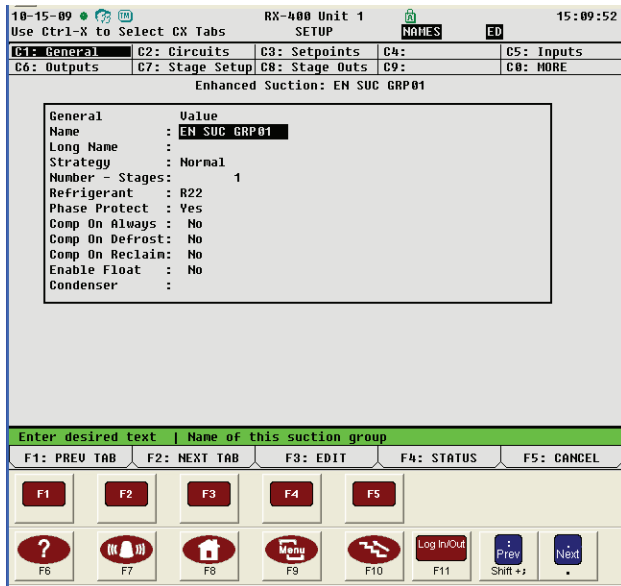 10-15-09 TM RX-400 Unit 1 15:09:52
Use Ctrl-X to Select CX Tabs SETUP NAMES ED
C1: General C2: Circuits C3: Setpoints C4: C5: Inputs
C6: Outputs C7: Stage Setup C8: Stage Outs C9: C0: MORE
Enhanced Suction: EN SUC GRP01
General Value
Name : EN SUC GRP01
Long Name :
Strategy : Normal
Number - Stages: 1
Refrigerant : R22
Phase Protect : Yes
Comp On Always : No
Comp On Defrost: No
Comp On Reclaim: No
Enable Float : No
Condenser :
Enter desired text | Name of this suction group
F1: PREV TAB F2: NEXT TAB F3: EDIT F4: STATUS F5: CANCEL
F1 F2 F3 F4 F5
? Menu Log In/Out : Prev . Next
F6 F7 F8 F9 F10 F11 Shift +; .